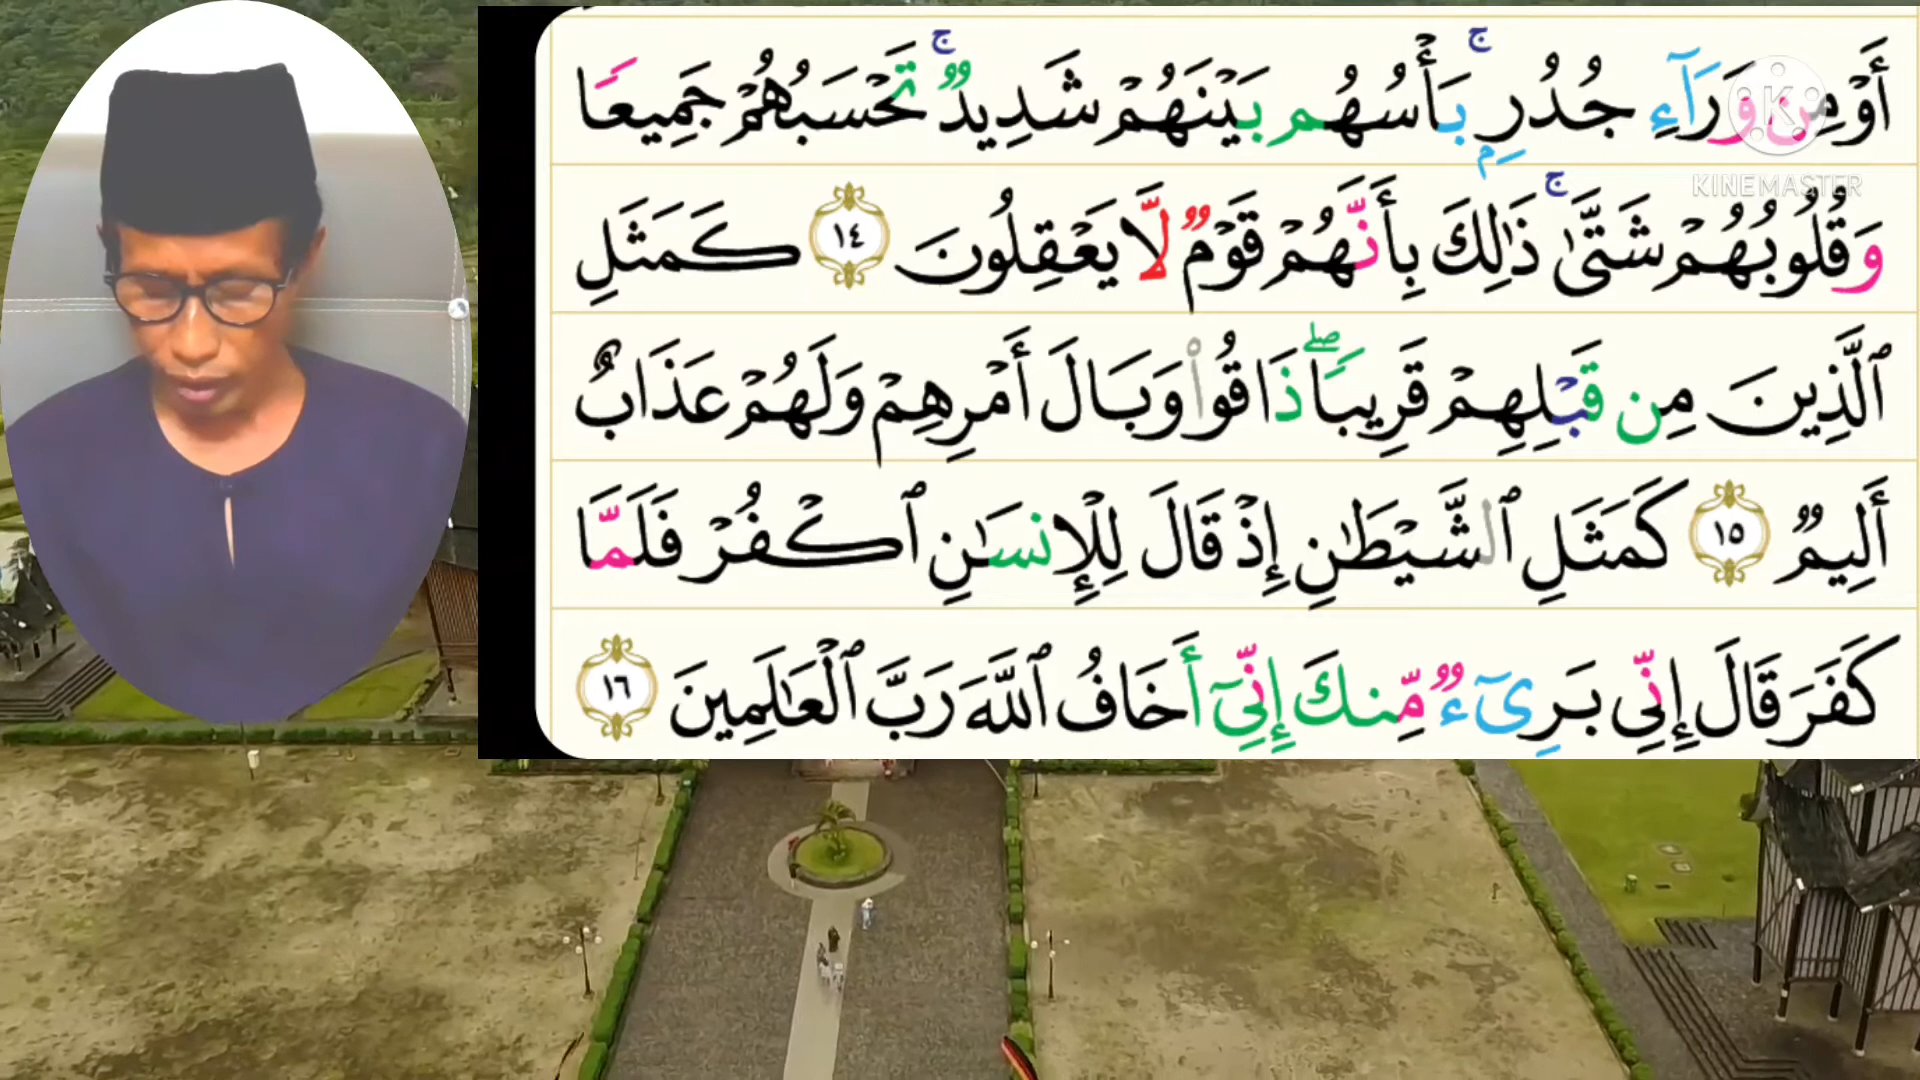 أَوْ مِن وَرَآءِ جُدُرِۭ ۚ بَأْسُهُم بَيْنَهُمْ شَدِيدٌ ۚ تَحْسَبُهُمْ جَمِيعًا
وَقُلُوبُهُمْ شَتَّىٰ ۚ ذَٰلِكَ بِأَنَّهُمْ قَوْمٌ لَّا يَعْقِلُونَ ١٤ كَمَثَلِ
ٱلَّذِينَ مِن قَبْلِهِمْ قَرِيبًا ۖ ذَاقُوا۟ وَبَالَ أَمْرِهِمْ وَلَهُمْ عَذَابٌ
أَلِيمٌ ١٥ كَمَثَلِ ٱلشَّيْطَٰنِ إِذْ قَالَ لِلْإِنسَٰنِ ٱكْفُرْ فَلَمَّا
كَفَرَ قَالَ إِنِّى بَرِىٓءٌ مِّنكَ إِنِّىٓ أَخَافُ ٱللَّهَ رَبَّ ٱلْعَٰلَمِينَ ١٦
K
KINEMASTER